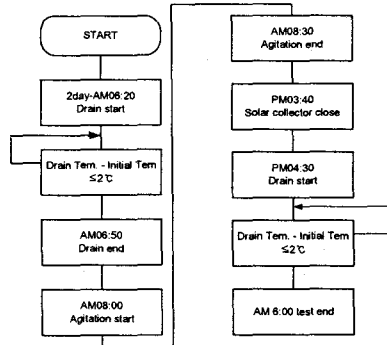 START
2day-AM06:20
Drain start
Drain Tem. - Initial Tem
≤2℃
AM06:50
Drain end
AM08:00
Agitation start
AM08:30
Agitation end
PM03:40
Solar collector close
PM04:30
Drain start
Drain Tem. - Initial Tem
≤2℃
AM 6:00 test end